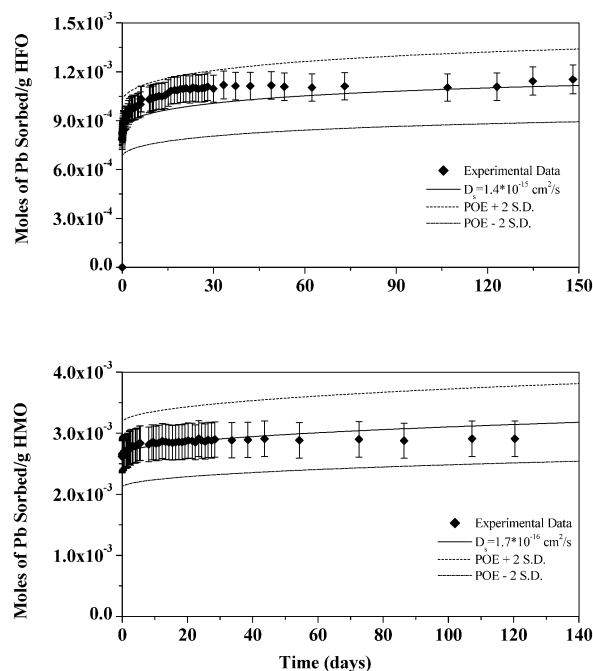 Moles of Pb Sorbed/g HFO
1.5x10⁻³
1.2x10⁻³
9.0x10⁻⁴
6.0x10⁻⁴
3.0x10⁻⁴
0.0
Experimental Data
Dₛ=1.4*10⁻¹⁵ cm²/s
POE + 2 S.D.
POE - 2 S.D.
0 30 60 90 120 150
Moles of Pb Sorbed/g HMO
4.0x10⁻³
3.0x10⁻³
2.0x10⁻³
1.0x10⁻³
0.0
Experimental Data
Dₛ=1.7*10⁻¹⁶ cm²/s
POE + 2 S.D.
POE - 2 S.D.
0 20 40 60 80 100 120 140
Time (days)